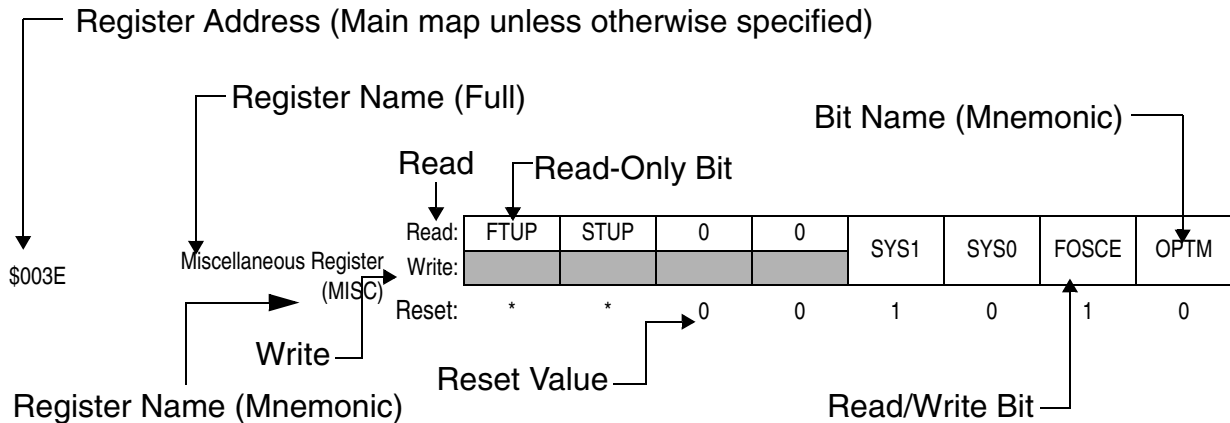 Register Address (Main map unless otherwise specified)
Register Name (Full)
Bit Name (Mnemonic)
Read
Read-Only Bit
Read: FTUP STUP 0 0 SYS1 SYS0 FOSCE OPTM
$003E
Miscellaneous Register
(MISC)
Write:
Reset: * * 0 0 1 0 1 0
Write
Reset Value
Register Name (Mnemonic)
Read/Write Bit